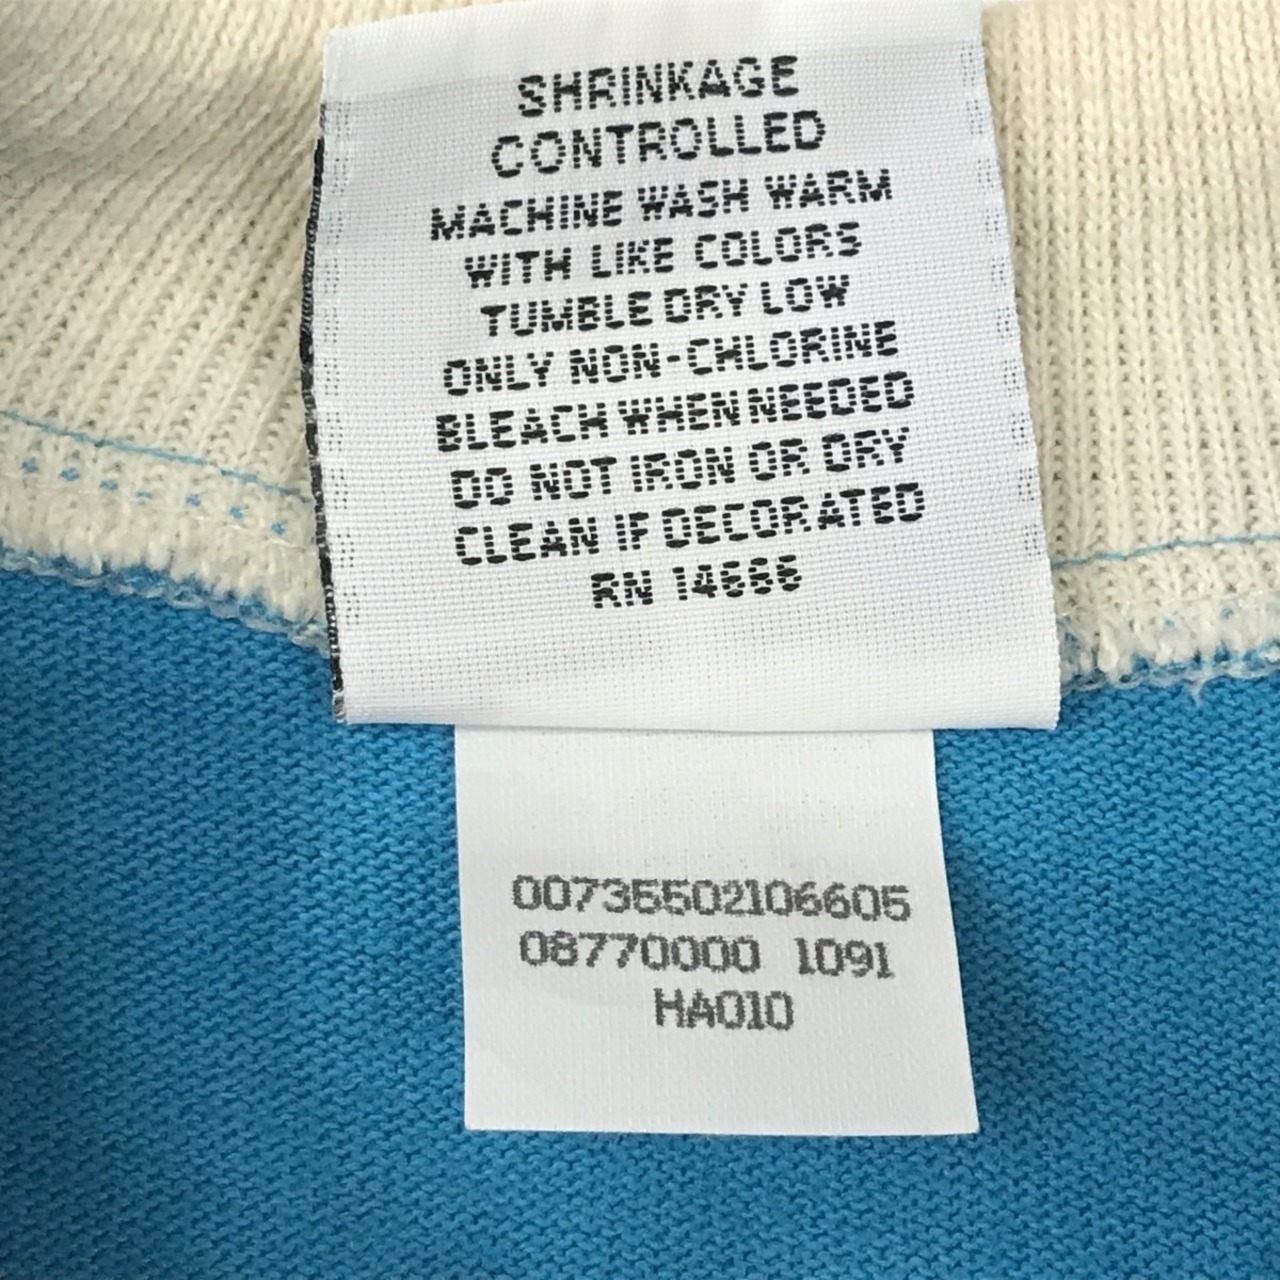 SHRINKAGE
CONTROLLED
MACHINE WASH WARM
WITH LIKE COLORS
TUMBLE DRY LOW
ONLY NON-CHLORINE
BLEACH WHEN NEEDED
DO NOT IRON OR DRY
CLEAN IF DECORATED
RN 14666
00735502106605
08770000 1091
HA010